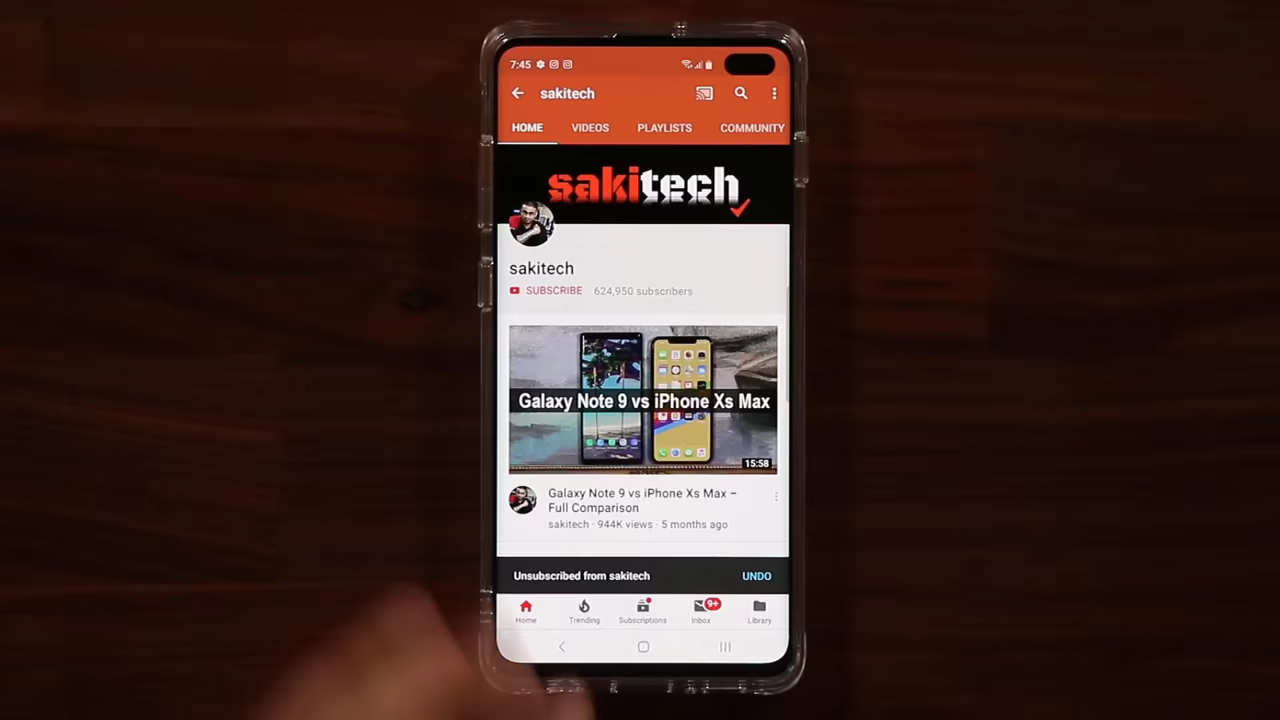 7:45
sakitech
HOME VIDEOS PLAYLISTS COMMUNITY
sakitech
sakitech
SUBSCRIBE 624,950 subscribers
Galaxy Note 9 vs iPhone Xs Max
15:58
Galaxy Note 9 vs iPhone Xs Max –
Full Comparison
sakitech · 944K views · 5 months ago
Unsubscribed from sakitech UNDO
9+
Home Trending Subscriptions Inbox Library